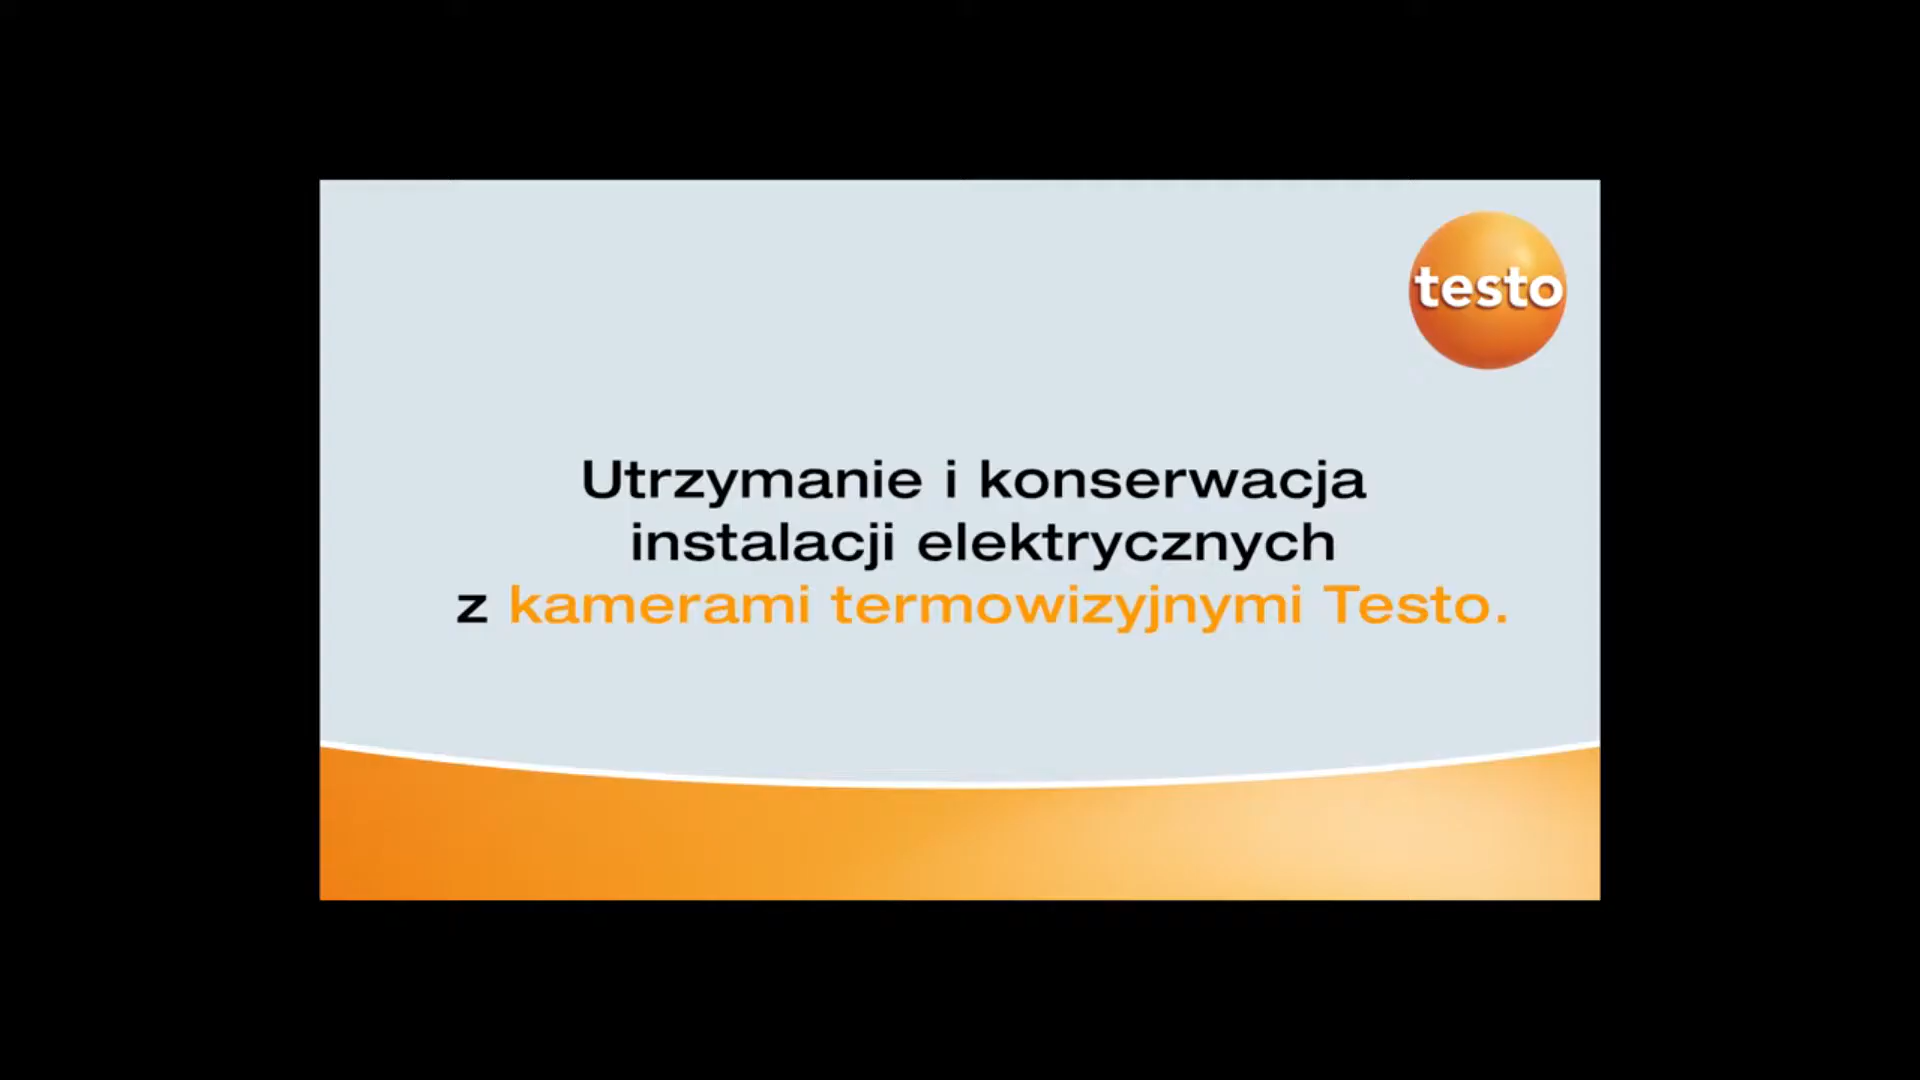 testo
Utrzymanie i konserwacja
instalacji elektrycznych
z kamerami termowizyjnymi Testo.